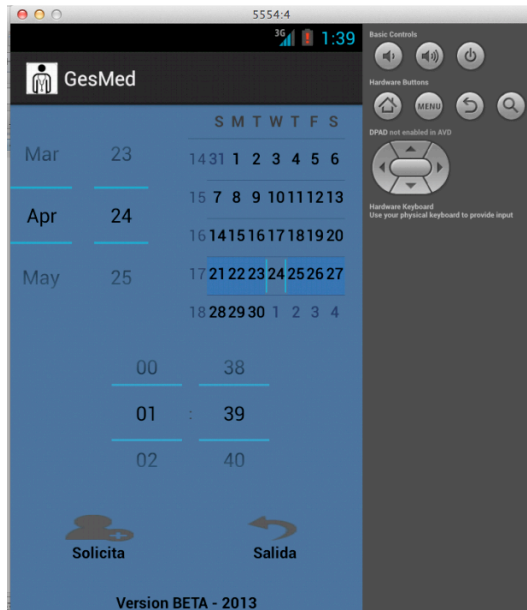 5554:4
3G 1:39
GesMed
Basic Controls
Hardware Buttons
MENU
DPAD not enabled in AVD
Hardware Keyboard
Use your physical keyboard to provide input
Mar 23
Apr 24
May 25
S M T W T F S
14 31 1 2 3 4 5 6
15 7 8 9 10 11 12 13
16 14 15 16 17 18 19 20
17 21 22 23 24 25 26 27
18 28 29 30 1 2 3 4
00 38
01 : 39
02 40
Solicita Salida
Version BETA - 2013